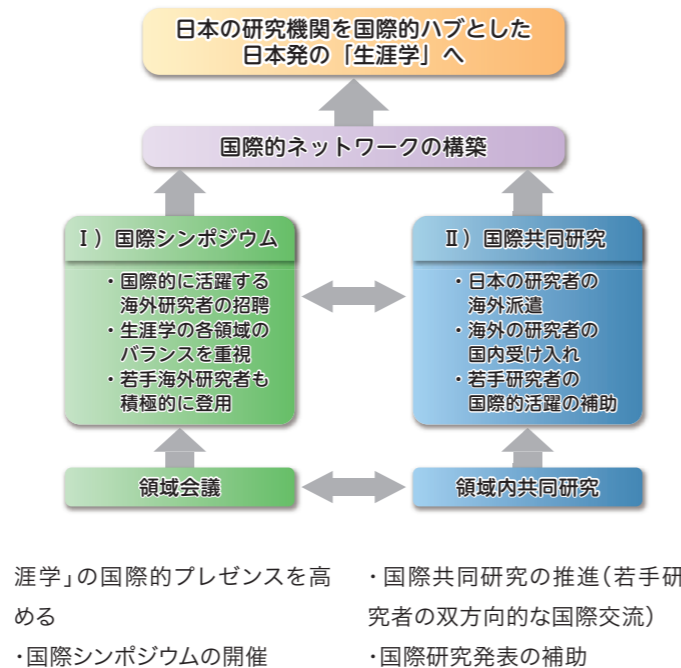 日本の研究機関を国際的ハブとした
日本発の「生涯学」へ
国際的ネットワークの構築
Ⅰ）国際シンポジウム
・国際的に活躍する
海外研究者の招聘
・生涯学の各領域の
バランスを重視
・若手海外研究者も
積極的に登用
Ⅱ）国際共同研究
・日本の研究者の
海外派遣
・海外の研究者の
国内受け入れ
・若手研究者の
国際的活躍の補助
領域会議
領域内共同研究
涯学」の国際的プレゼンスを高
める
・国際シンポジウムの開催
・国際共同研究の推進（若手研
究者の双方向的な国際交流）
・国際研究発表の補助